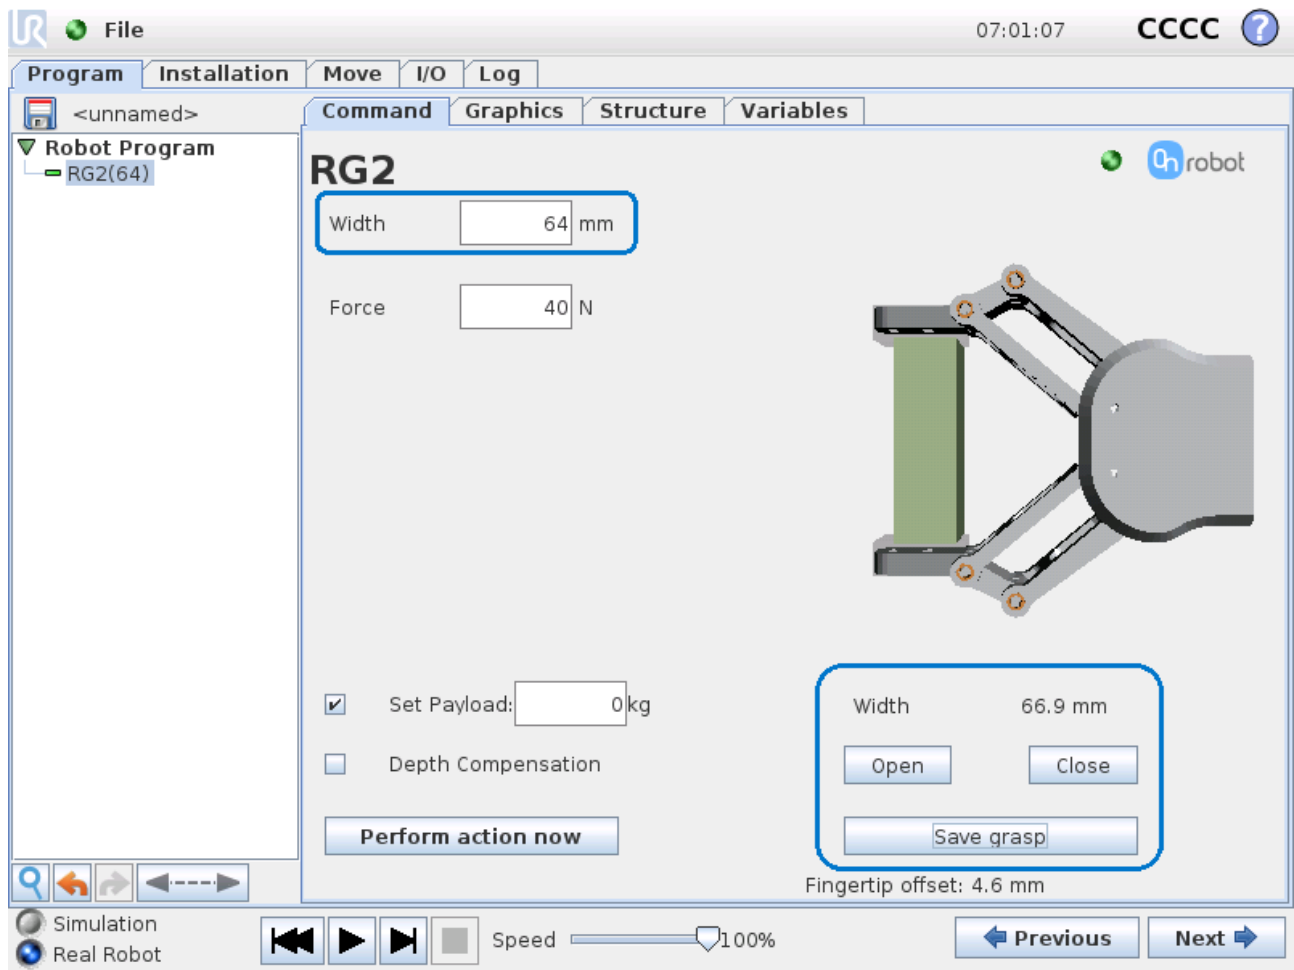 File 07:01:07 CCCC ?
Program Installation Move I/O Log
<unnamed> Command Graphics Structure Variables
Robot Program
RG2(64)
RG2
On robot
Width 64 mm
Force 40 N
Set Payload: 0 kg
Depth Compensation
Perform action now
Width 66.9 mm
Open Close
Save grasp
Fingertip offset: 4.6 mm
Simulation
Real Robot
Speed 100%
Previous Next